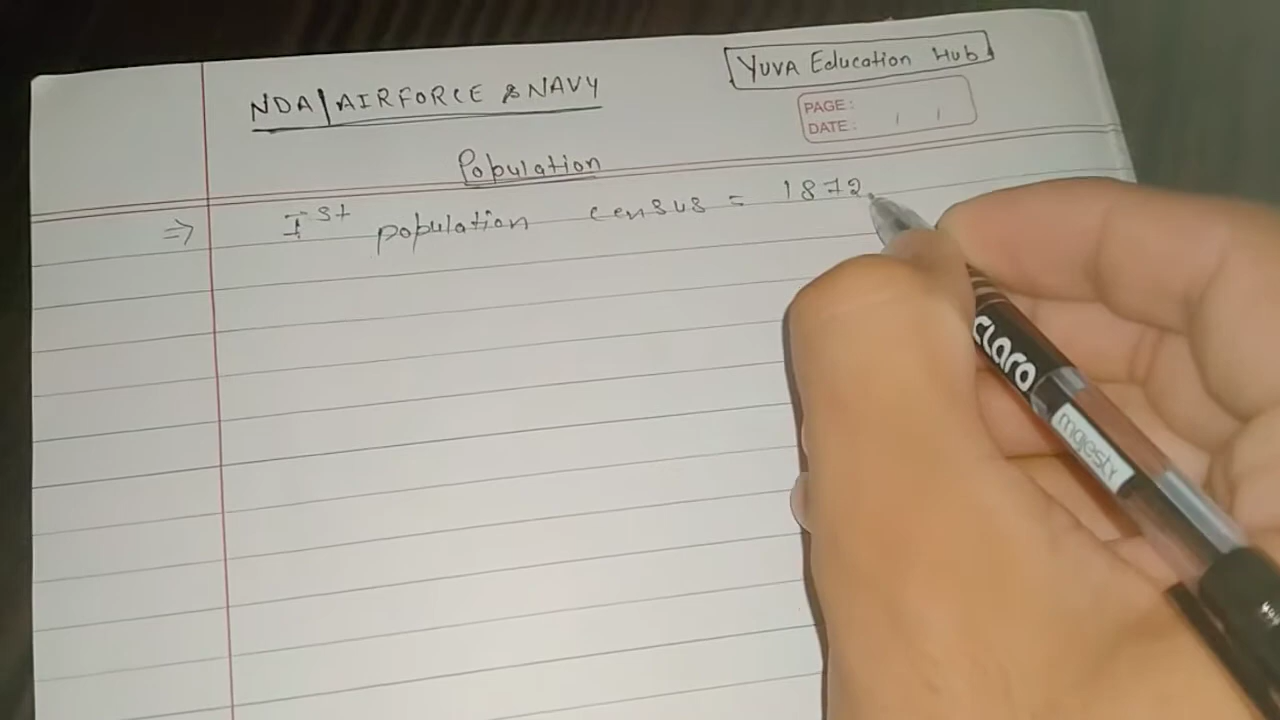 YUVA Education Hub
NDA/AIRFORCE & NAVY
PAGE:
DATE: / /
Population
⇒ Ist population census = 1872
CLARO
majesty